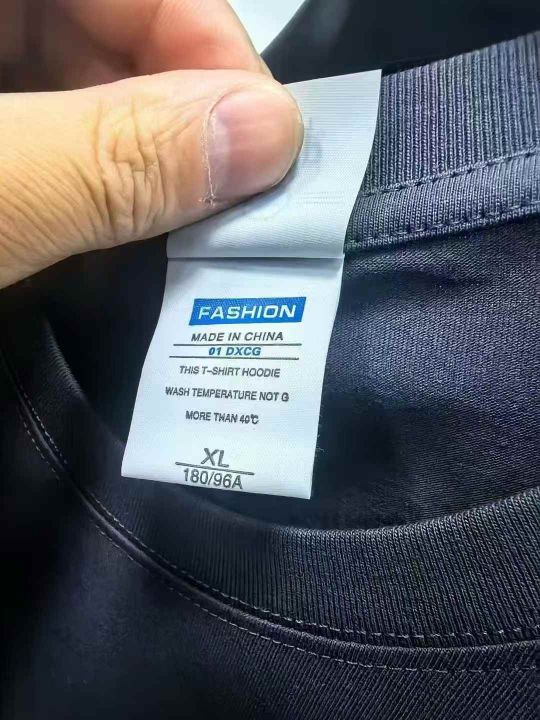 FASHION
MADE IN CHINA
01 DXCG
THIS T-SHIRT HOODIE
WASH TEMPERATURE NOT G
MORE THAN 40℃
XL
180/96A